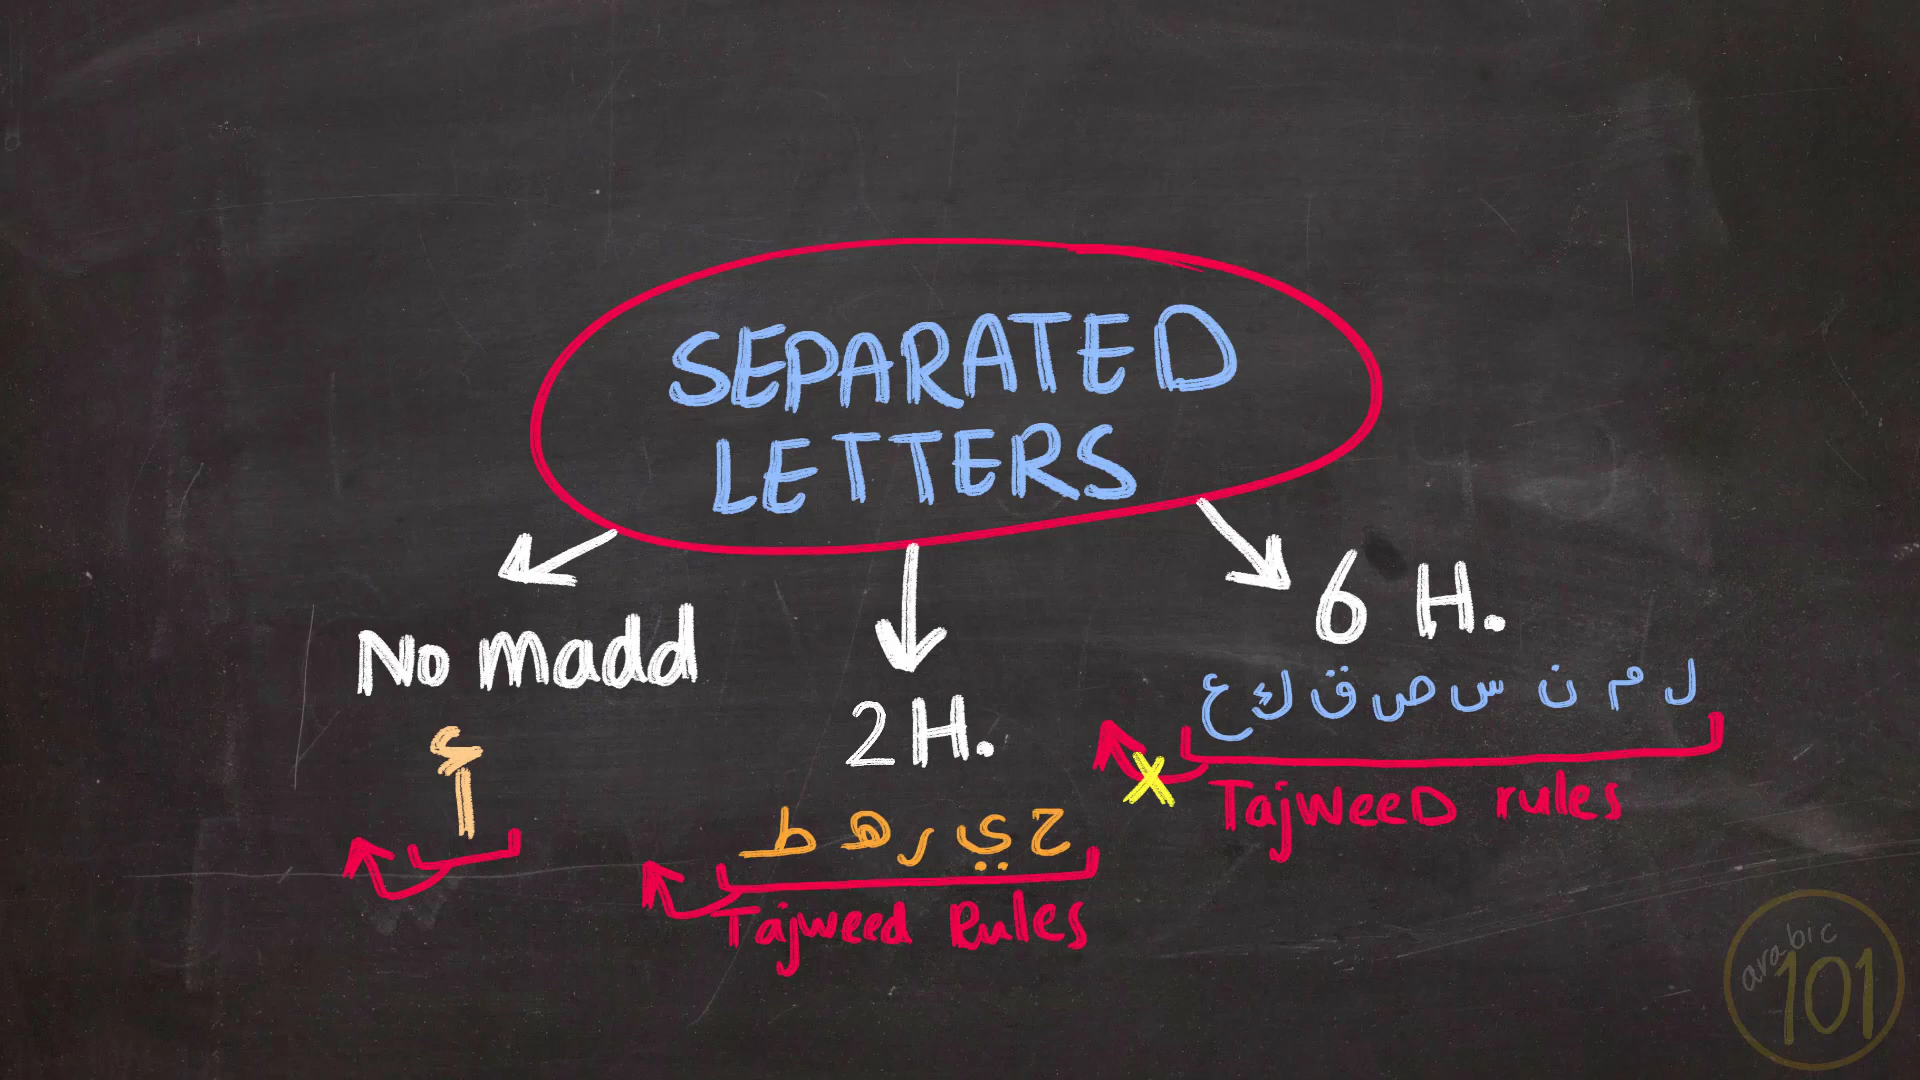 SEPARATED
LETTERS
No madd
أ
2 H.
ح ي ر ه ط
Tajweed Rules
6 H.
ل م ن س ص ق ك ع
X
TajweeD rules
arabic
101